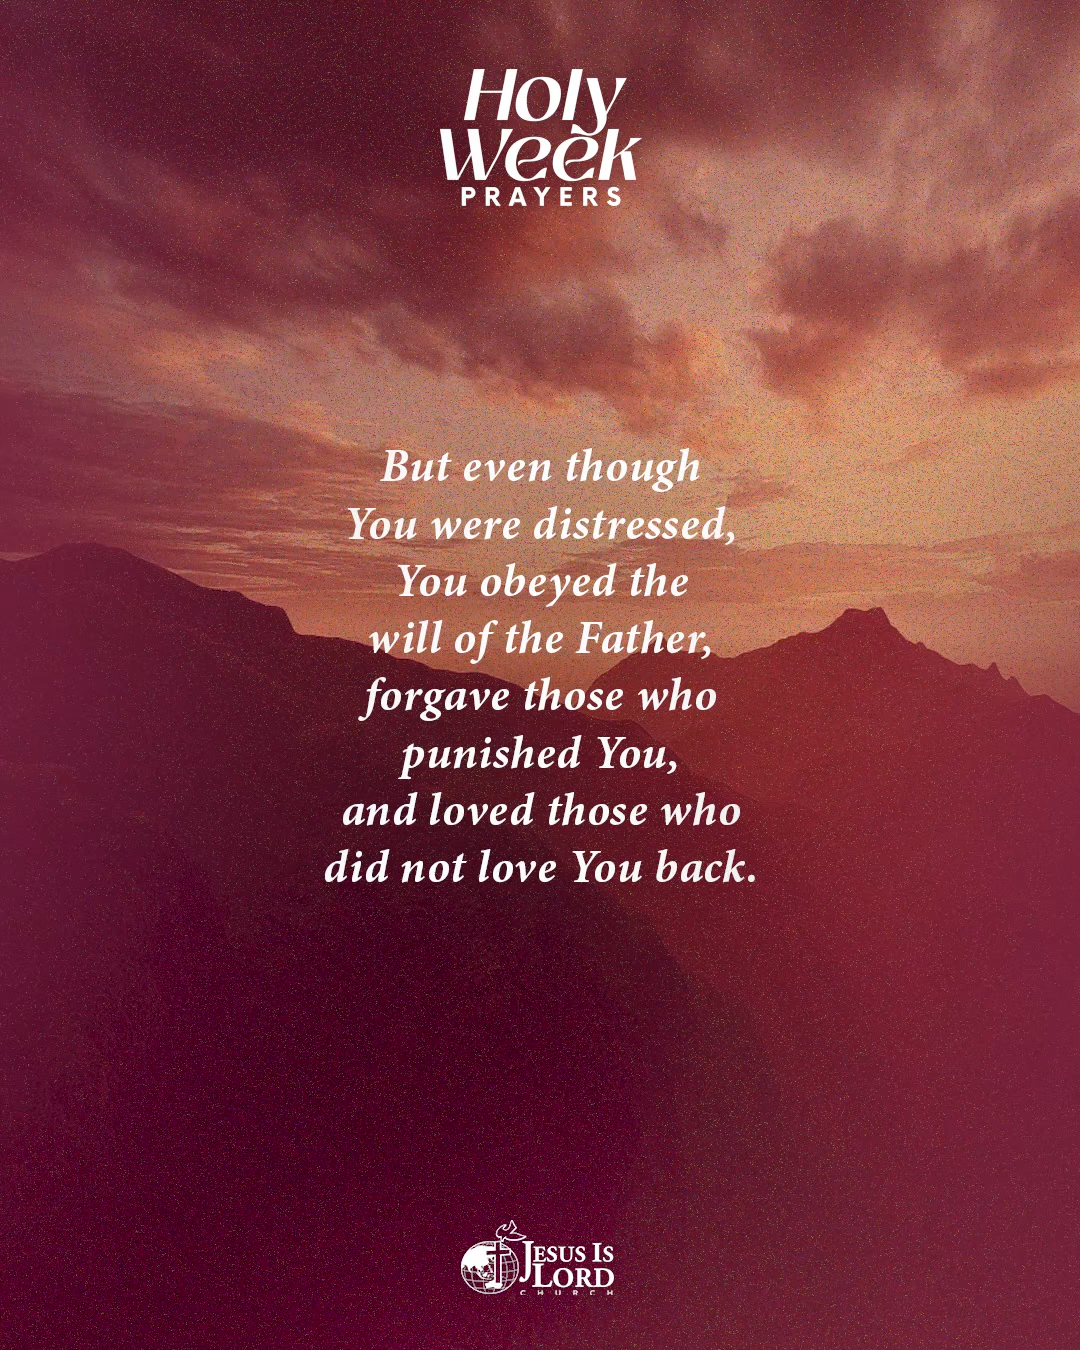 Holy
Week
PRAYERS
But even though
You were distressed,
You obeyed the
will of the Father,
forgave those who
punished You,
and loved those who
did not love You back.
JESUS IS
LORD
CHURCH